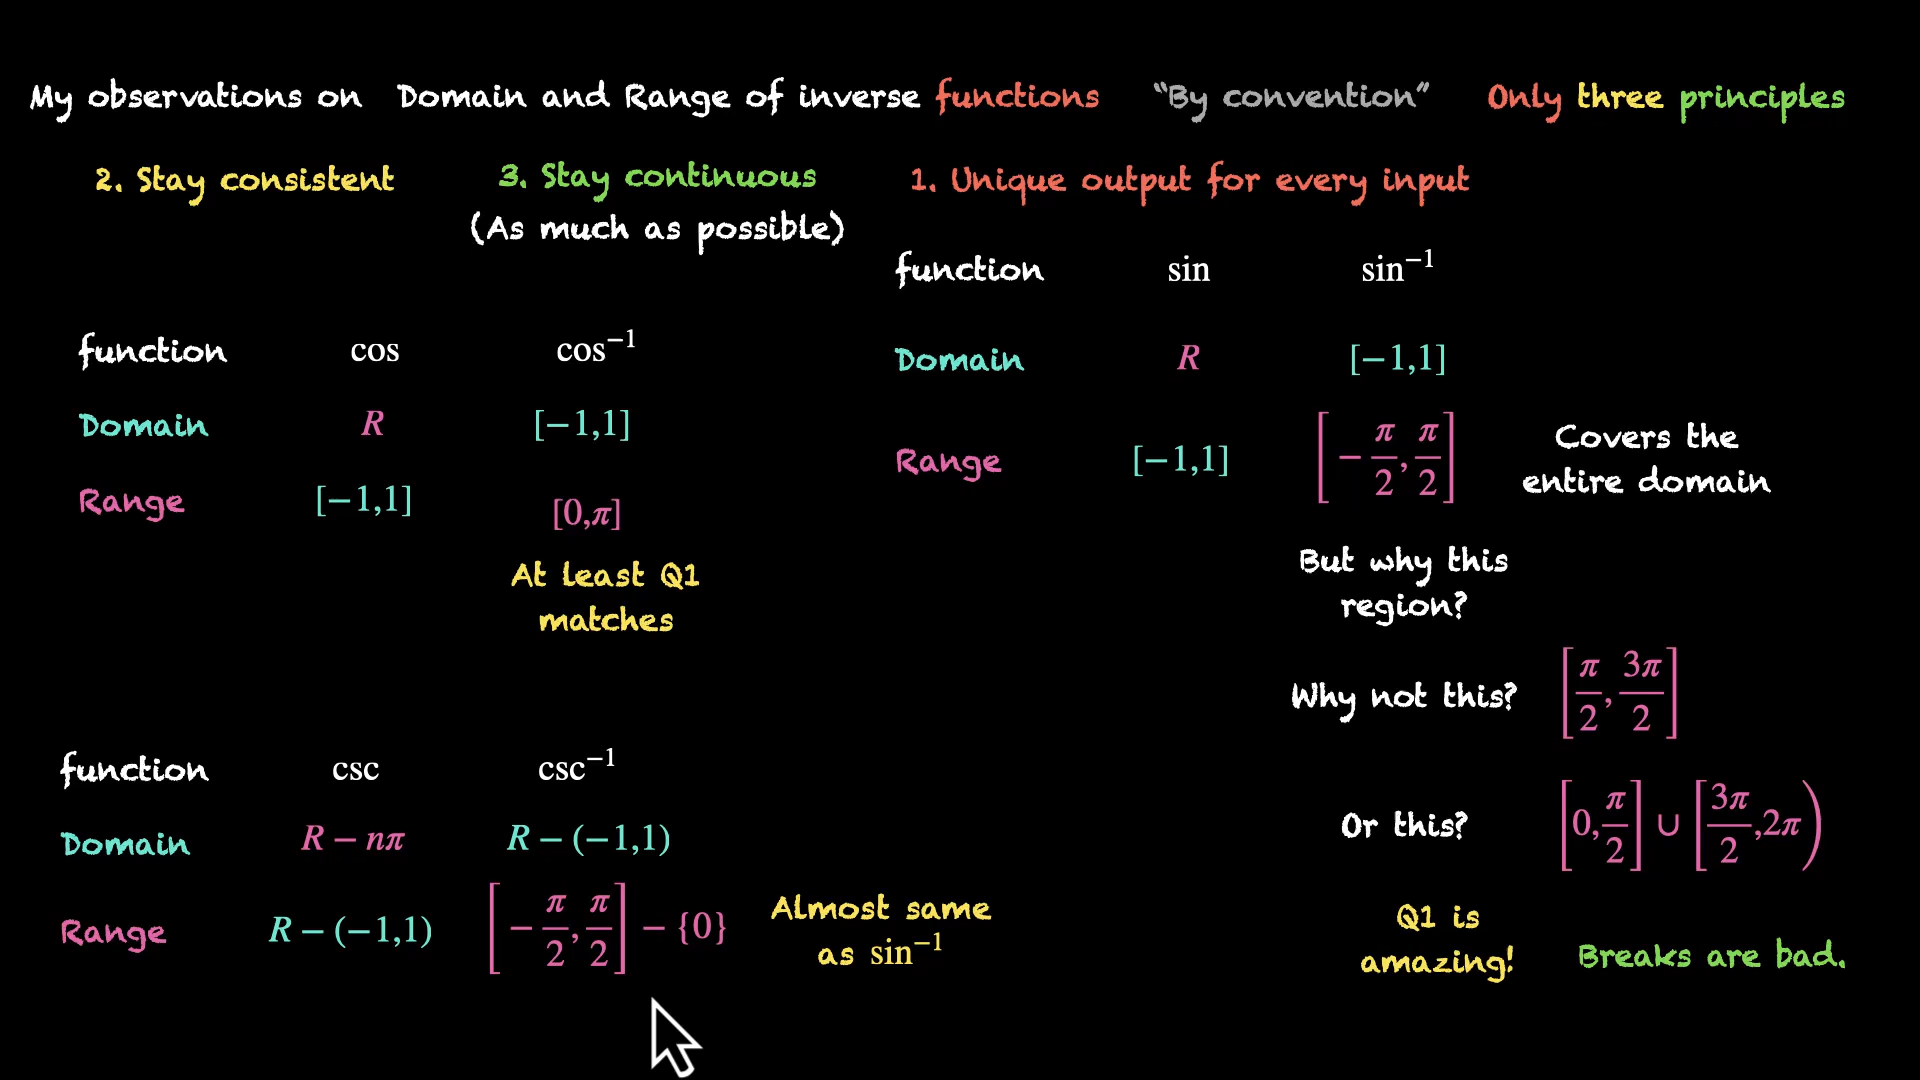 My observations on Domain and Range of inverse functions "By convention" Only three principles
2. Stay consistent 3. Stay continuous 1. Unique output for every input
(As much as possible)
function sin sin⁻¹
Domain R [−1,1]
Range [−1,1] [−π/2, π/2]
Covers the
entire domain
But why this
region?
Why not this? [π/2, 3π/2]
Or this? [0, π/2] ∪ [3π/2, 2π)
Q1 is
amazing!
Breaks are bad.
function cos cos⁻¹
Domain R [−1,1]
Range [−1,1] [0,π]
At least Q1
matches
function csc csc⁻¹
Domain R − nπ R − (−1,1)
Range R − (−1,1) [−π/2, π/2] − {0}
Almost same
as sin⁻¹